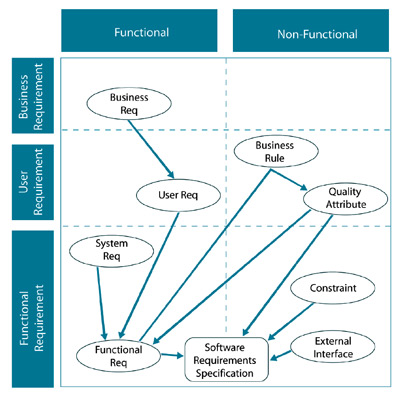 Functional
Non-Functional
Business
Requirement
Business
Req
User
Requirement
Business
Rule
User Req
Quality
Attribute
Functional
Requirement
System
Req
Constraint
Functional
Req
Software
Requirements
Specification
External
Interface